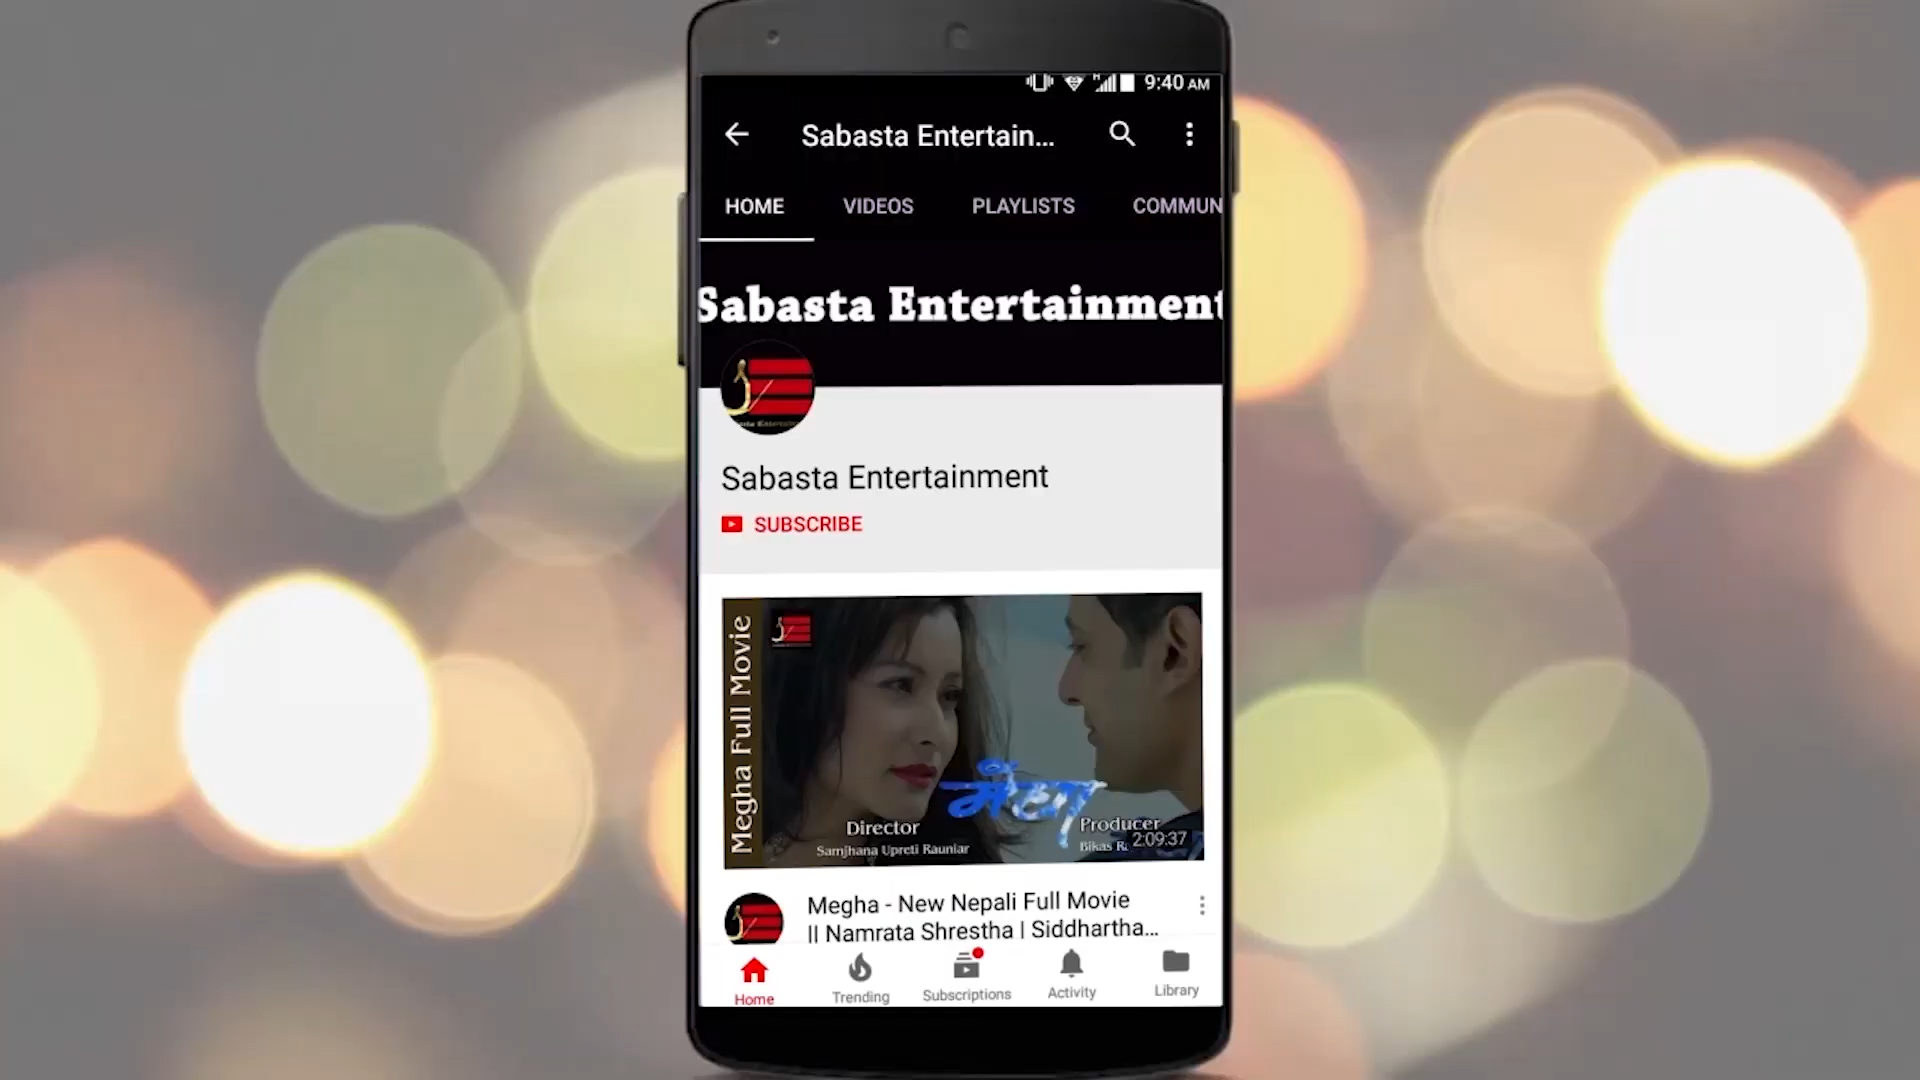 9:40 AM
Sabasta Entertain...
HOME VIDEOS PLAYLISTS COMMUN
Sabasta Entertainment
Sabasta Entertainment
SUBSCRIBE
Megha Full Movie
मेघा
Director
Producer
Samjhana Upreti Rauniar
Bikas R.
2:09:37
Megha - New Nepali Full Movie
|| Namrata Shrestha | Siddhartha...
Home Trending Subscriptions Activity Library